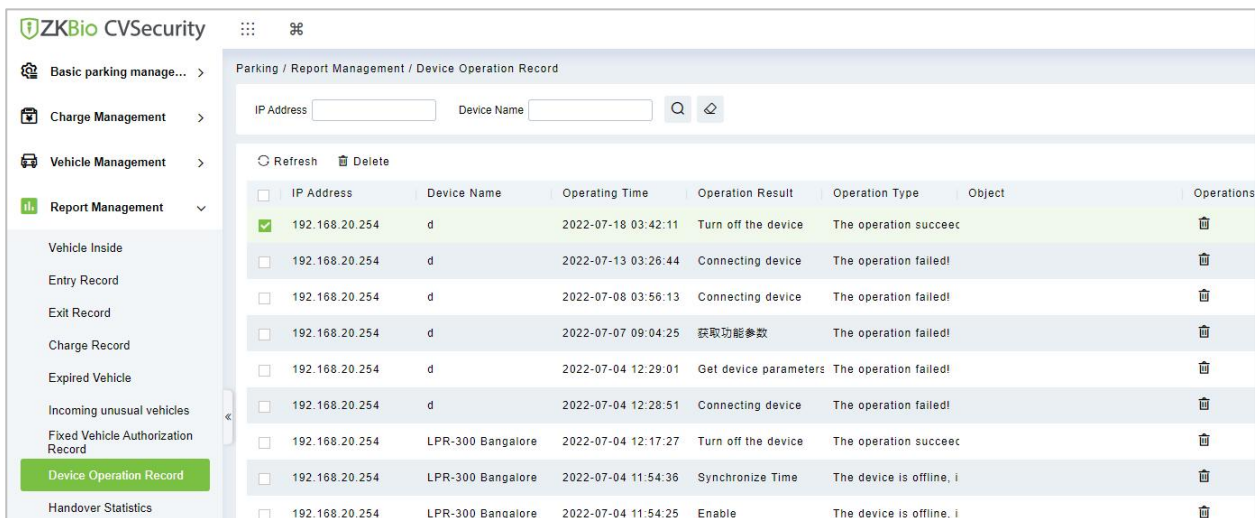 ZKBio CVSecurity
Basic parking manage...
Charge Management
Vehicle Management
Report Management
Vehicle Inside
Entry Record
Exit Record
Charge Record
Expired Vehicle
Incoming unusual vehicles
Fixed Vehicle Authorization
Record
Device Operation Record
Handover Statistics
Parking / Report Management / Device Operation Record
IP Address Device Name
Refresh Delete
IP Address Device Name Operating Time Operation Result Operation Type Object Operations
192.168.20.254 d 2022-07-18 03:42:11 Turn off the device The operation succeed
192.168.20.254 d 2022-07-13 03:26:44 Connecting device The operation failed!
192.168.20.254 d 2022-07-08 03:56:13 Connecting device The operation failed!
192.168.20.254 d 2022-07-07 09:04:25 获取功能参数 The operation failed!
192.168.20.254 d 2022-07-04 12:29:01 Get device parameters The operation failed!
192.168.20.254 d 2022-07-04 12:28:51 Connecting device The operation failed!
192.168.20.254 LPR-300 Bangalore 2022-07-04 12:17:27 Turn off the device The operation succeed
192.168.20.254 LPR-300 Bangalore 2022-07-04 11:54:36 Synchronize Time The device is offline, i
192.168.20.254 LPR-300 Bangalore 2022-07-04 11:54:25 Enable The device is offline, i